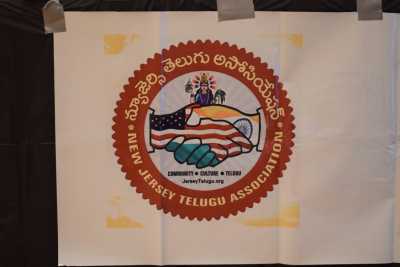 న్యూజెర్సీ తెలుగు అసోసియేషన్
COMMUNITY ★ CULTURE ★ TELUGU
JerseyTelugu.org
★ NEW JERSEY TELUGU ASSOCIATION ★